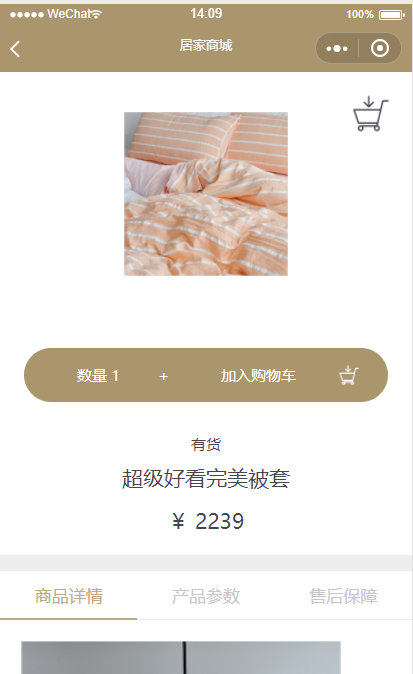 WeChat 14:09 100%
居家商城
数量 1 + 加入购物车
有货
超级好看完美被套
¥ 2239
商品详情 产品参数 售后保障